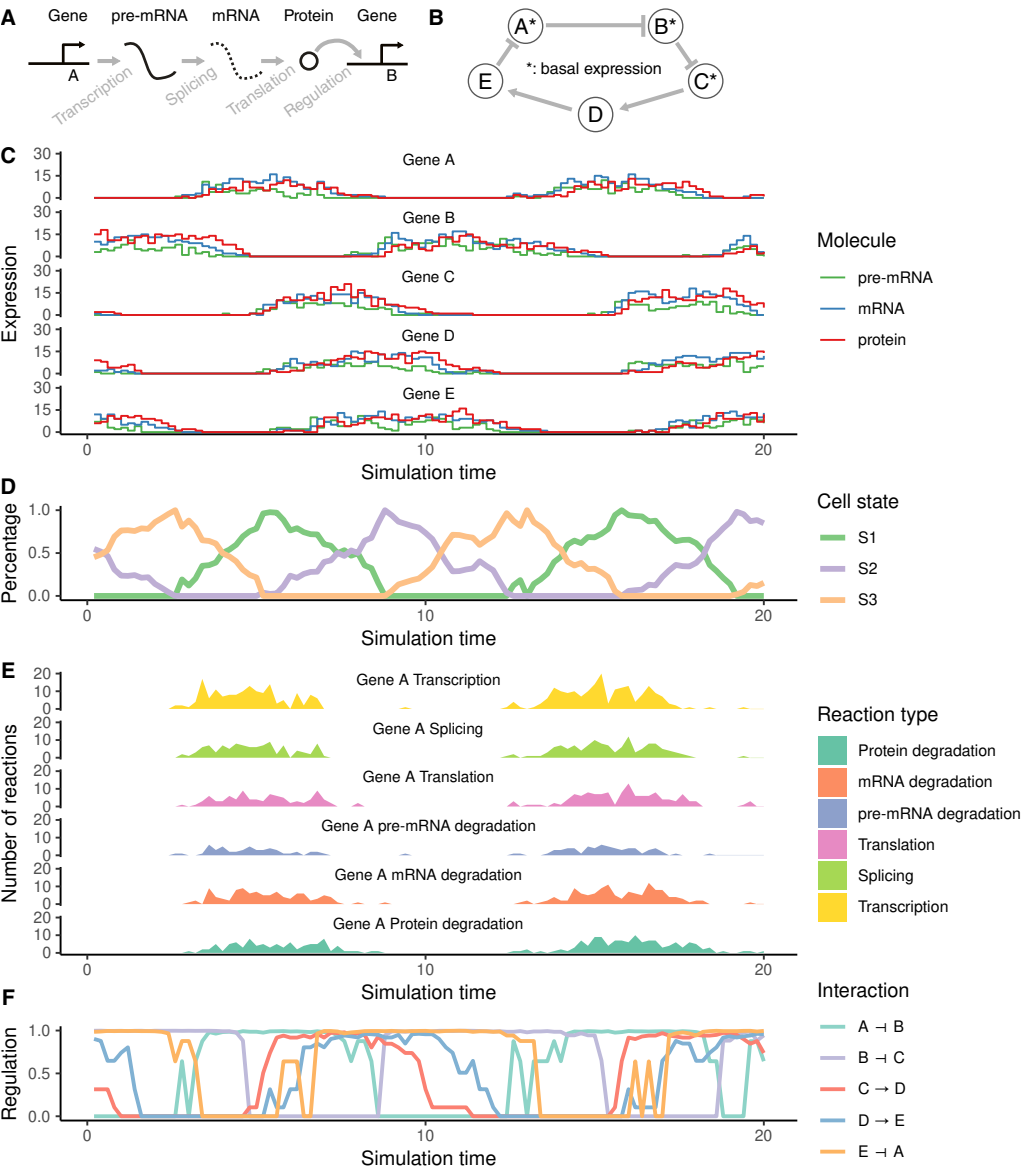 A
Gene pre-mRNA mRNA Protein Gene
A
B
Transcription
Splicing
Translation
Regulation
B
A*
B*
*: basal expression
E
C*
D
C
Expression
Gene A
30
15
0
Gene B
30
15
0
Gene C
30
15
0
Gene D
30
15
0
Gene E
30
15
0
0 10 20
Simulation time
Molecule
pre-mRNA
mRNA
protein
D
Percentage
1.0
0.5
0.0
0 10 20
Simulation time
Cell state
S1
S2
S3
E
Number of reactions
Gene A Transcription
20
10
0
Gene A Splicing
20
10
0
Gene A Translation
20
10
0
Gene A pre-mRNA degradation
20
10
0
Gene A mRNA degradation
20
10
0
Gene A Protein degradation
20
10
0
0 10 20
Simulation time
Reaction type
Protein degradation
mRNA degradation
pre-mRNA degradation
Translation
Splicing
Transcription
F
Regulation
1.0
0.5
0.0
0 10 20
Simulation time
Interaction
A ⊣ B
B ⊣ C
C → D
D → E
E ⊣ A